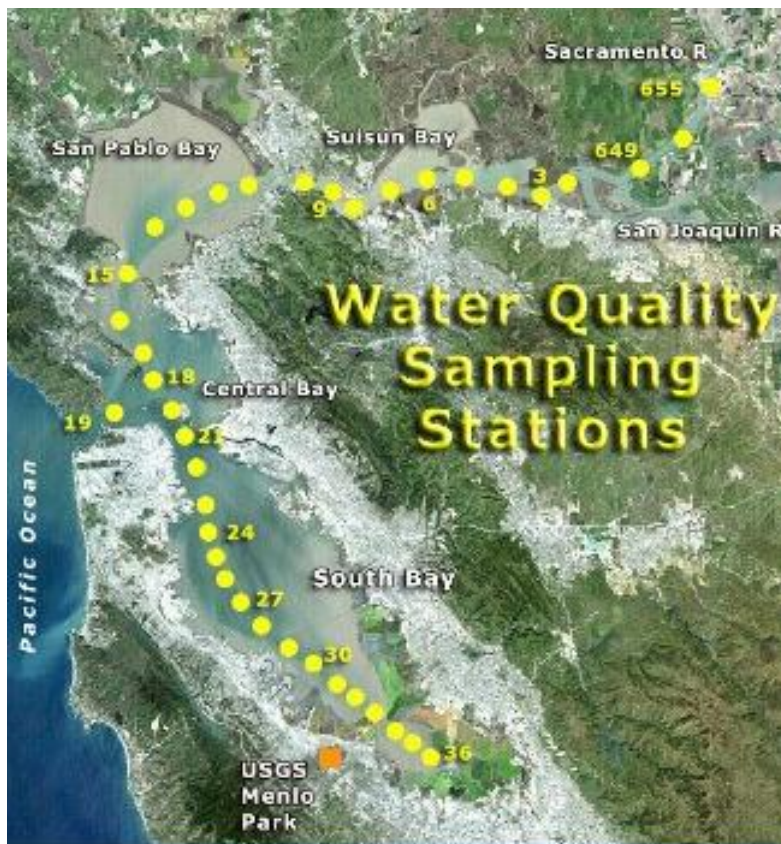 Sacramento R
655
Suisun Bay
San Pablo Bay
649
3
9
6
San Joaquin R
15
Water Quality
Sampling
Stations
18
Central Bay
19
21
Pacific Ocean
24
South Bay
27
30
36
USGS
Menlo
Park